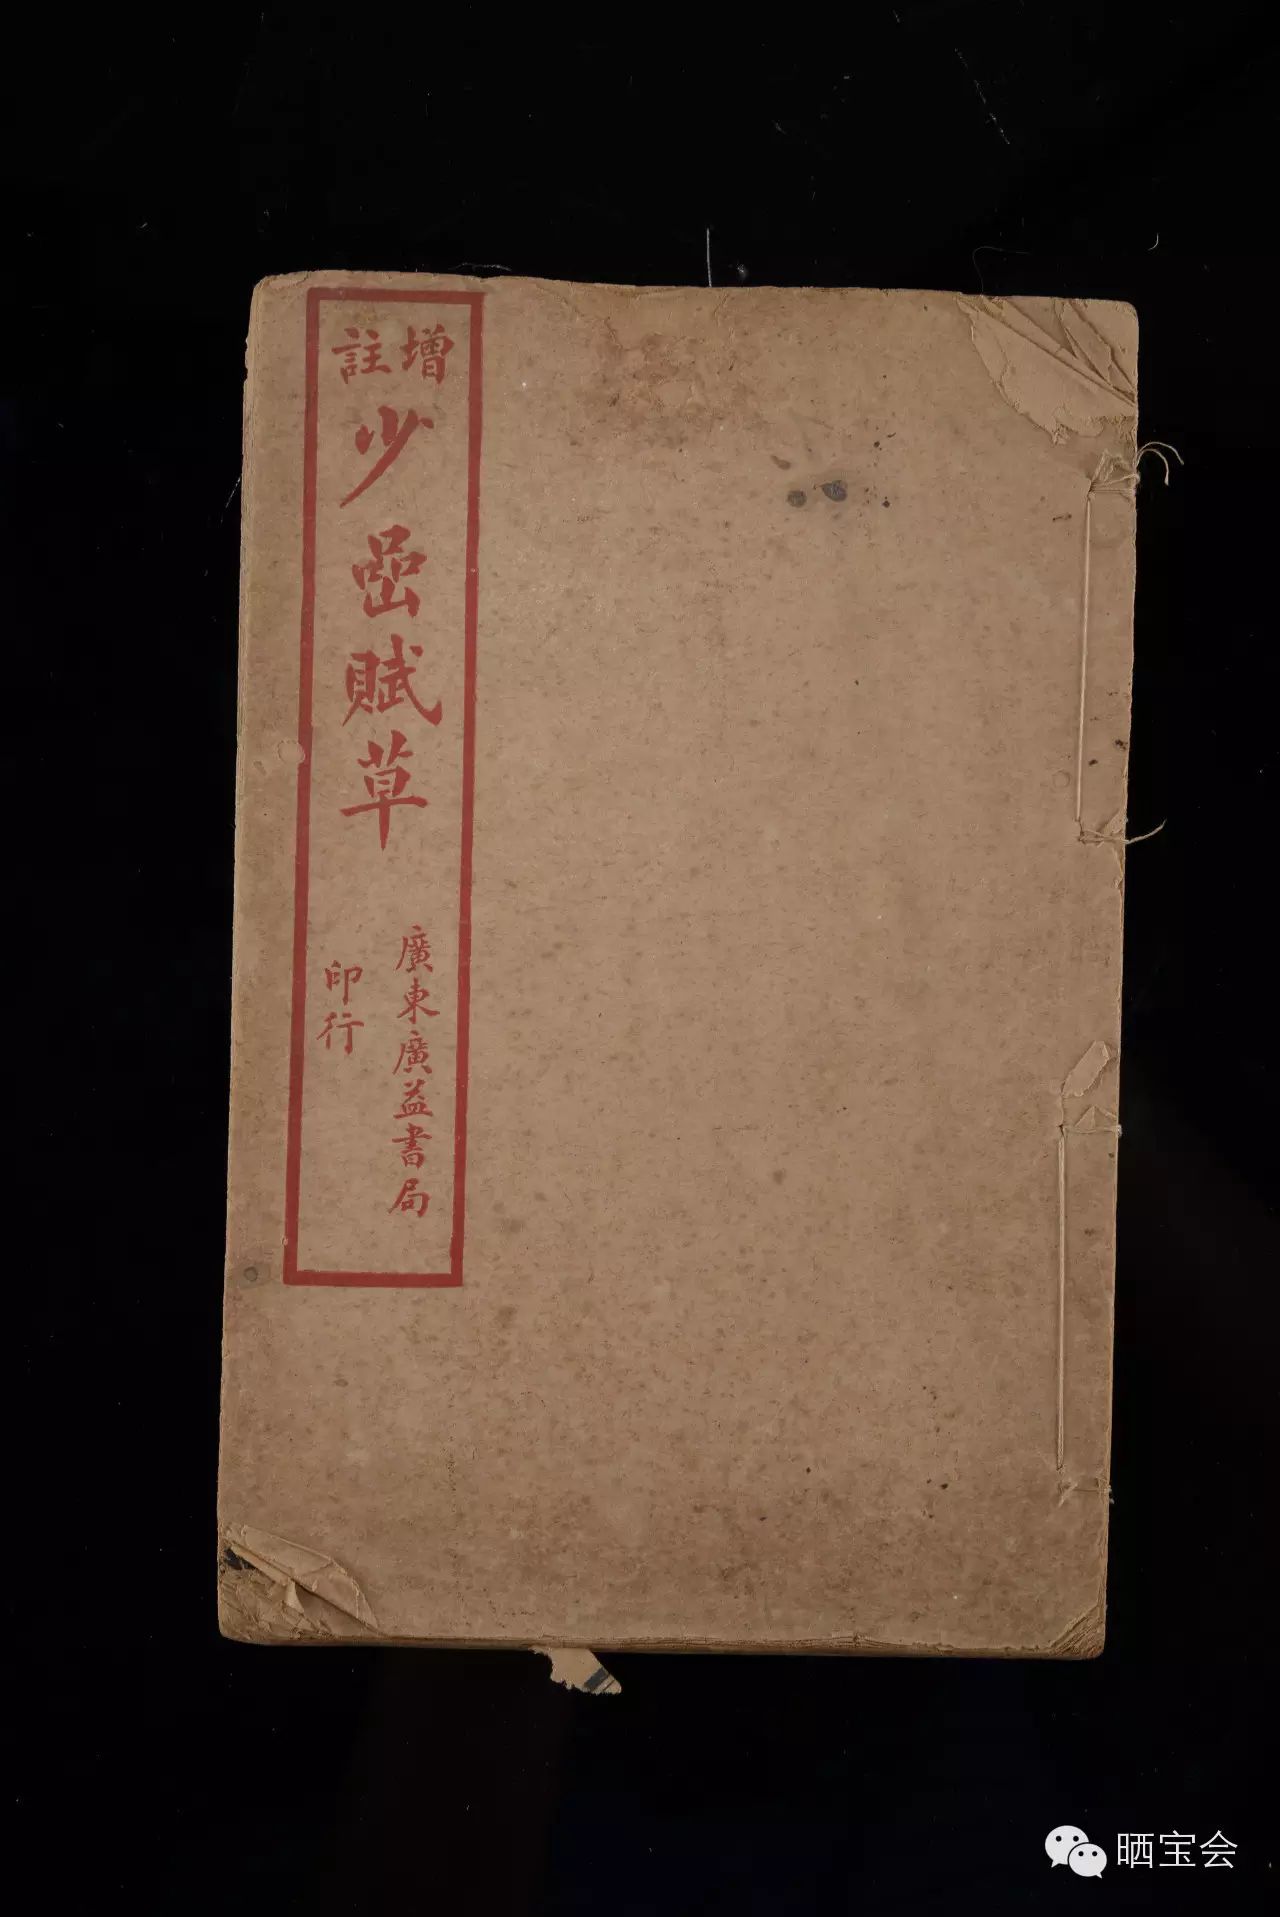 增註
少嵒賦草
廣東廣益書局
印行
晒宝会